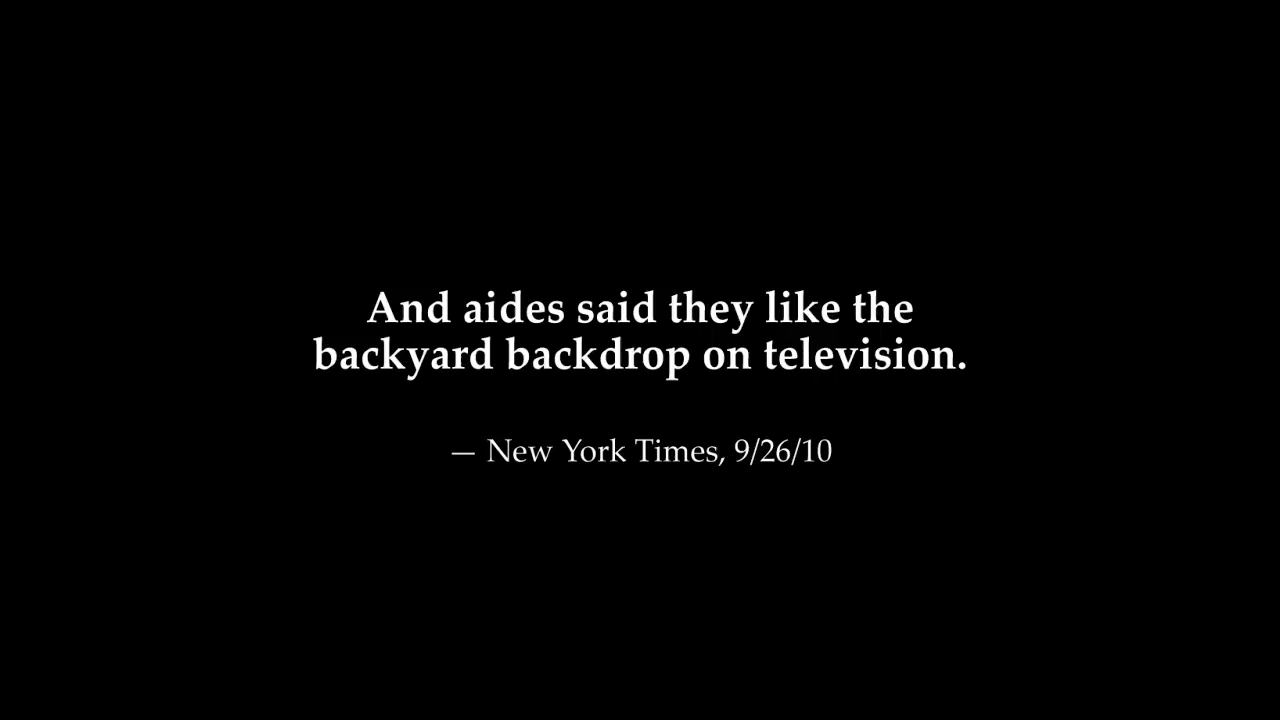 And aides said they like the
backyard backdrop on television.
— New York Times, 9/26/10